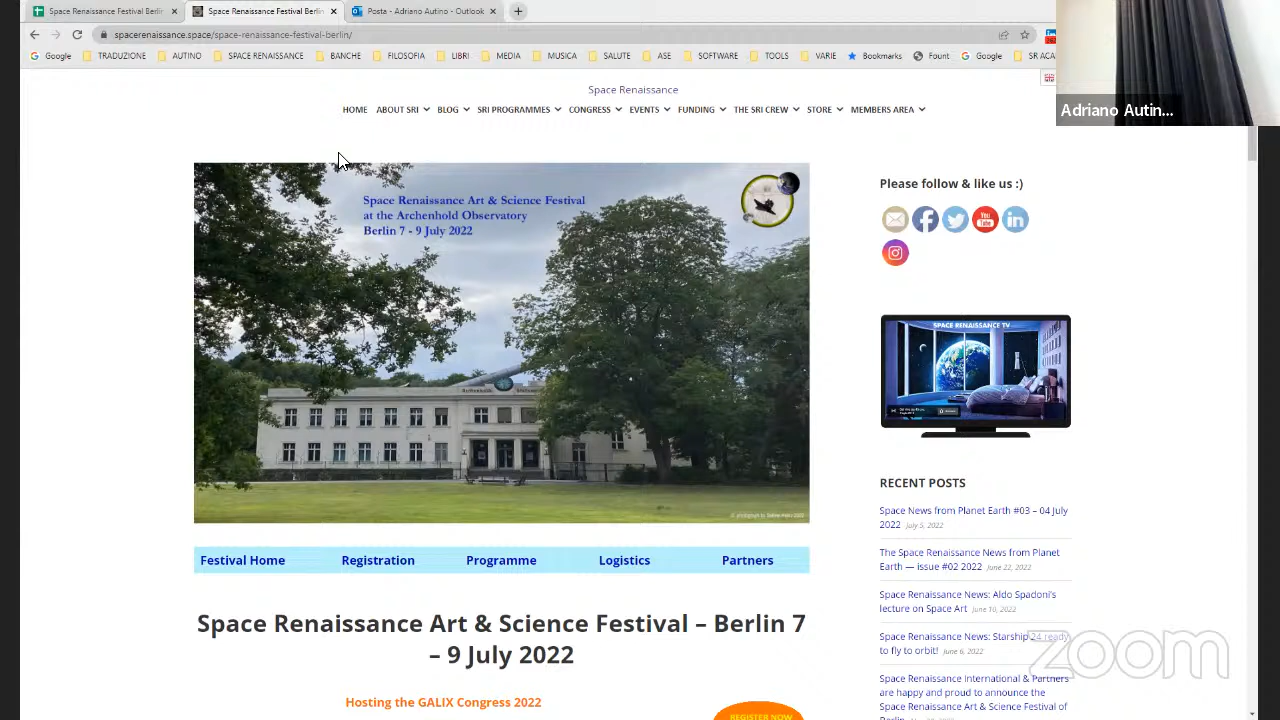 Space Renaissance Festival Berlin
Space Renaissance Festival Berlin
Posta - Adriano Autino - Outlook
spacerenaissance.space/space-renaissance-festival-berlin/
Google
TRADUZIONE
AUTINO
SPACE RENAISSANCE
BANCHE
FILOSOFIA
LIBRI
MEDIA
MUSICA
SALUTE
ASE
SOFTWARE
TOOLS
VARIE
Bookmarks
Fount
Google
SR ACA
Adriano Autin...
Space Renaissance
HOME
ABOUT SRI
BLOG
SRI PROGRAMMES
CONGRESS
EVENTS
FUNDING
THE SRI CREW
STORE
MEMBERS AREA
Space Renaissance Art & Science Festival
at the Archenhold Observatory
Berlin 7 - 9 July 2022
Please follow & like us :)
You
Tube
SPACE RENAISSANCE TV
Festival Home
Registration
Programme
Logistics
Partners
RECENT POSTS
Space News from Planet Earth #03 – 04 July
2022 July 5, 2022
The Space Renaissance News from Planet
Earth — issue #02 2022 June 22, 2022
Space Renaissance News: Aldo Spadoni's
lecture on Space Art June 10, 2022
Space Renaissance News: Starship 24 ready
to fly to orbit! June 6, 2022
Space Renaissance International & Partners
are happy and proud to announce the
Space Renaissance Art & Science Festival of
Space Renaissance Art & Science Festival – Berlin 7
– 9 July 2022
Hosting the GALIX Congress 2022
REGISTER NOW
zoom